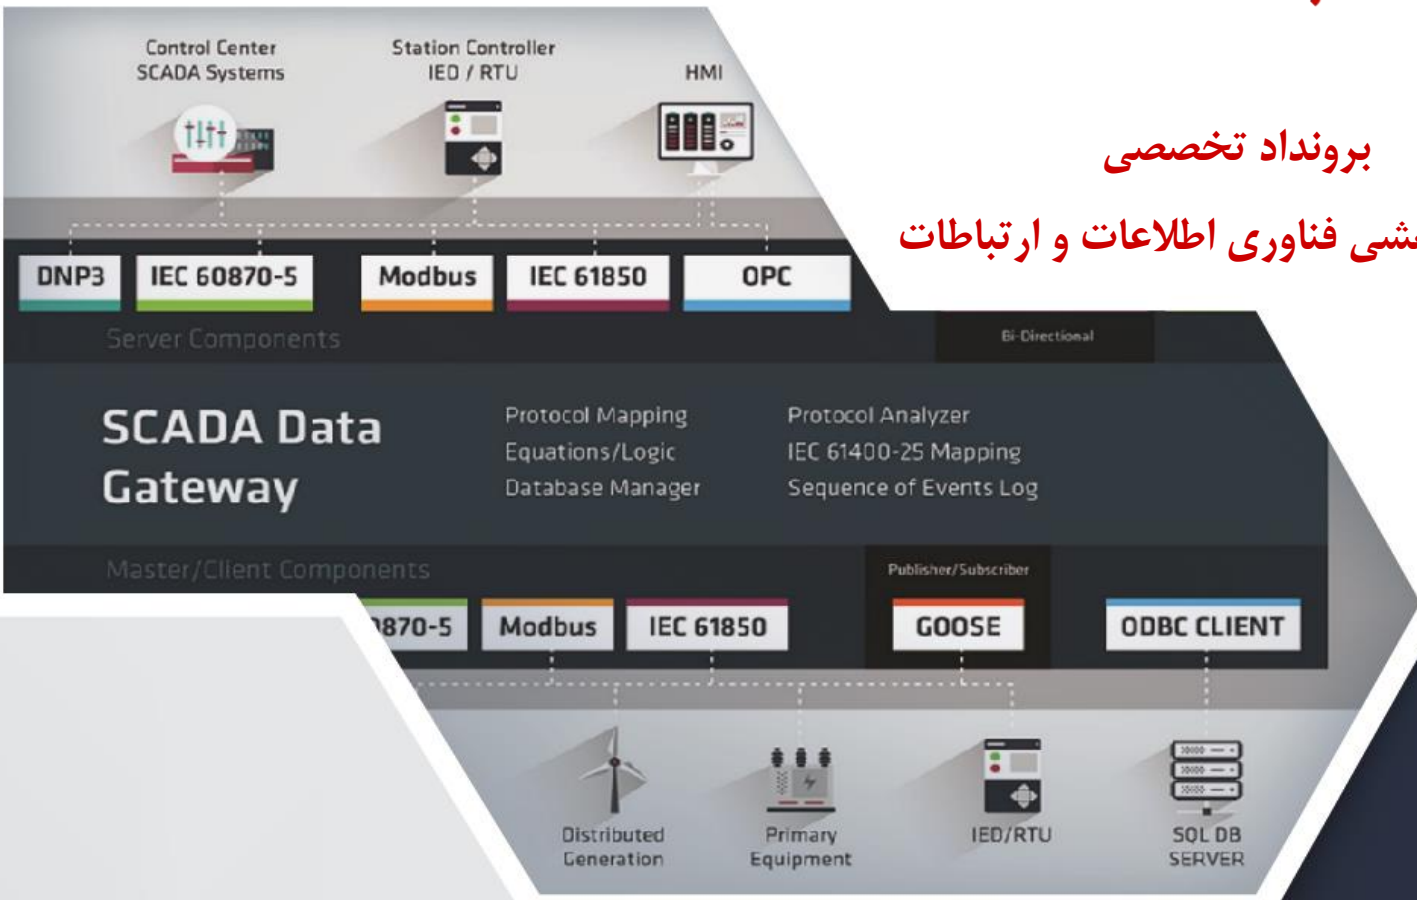 Control Center
SCADA Systems
Station Controller
IED / RTU
HMI
برونداد تخصصی
فناوری اطلاعات و ارتباطات
DNP3
IEC 60870-5
Modbus
IEC 61850
OPC
Server Components
Bi-Directional
SCADA Data
Gateway
Protocol Mapping
Equations/Logic
Database Manager
Protocol Analyzer
IEC 61400-25 Mapping
Sequence of Events Log
Master/Client Components
Publisher/Subscriber
870-5
Modbus
IEC 61850
GOOSE
ODBC CLIENT
Distributed
Generation
Primary
Equipment
IED/RTU
SQL DB
SERVER